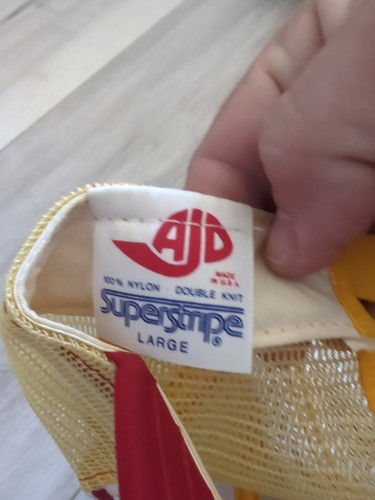 AJD
MADE
IN U.S.A.
100% NYLON · DOUBLE KNIT
Superstripe®
LARGE